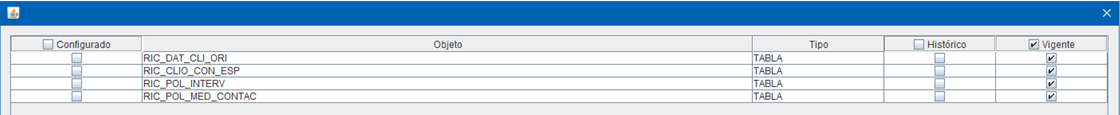 Configurado Objeto Tipo Histórico Vigente
RIC_DAT_CLI_ORI TABLA
RIC_CLIO_CON_ESP TABLA
RIC_POL_INTERV TABLA
RIC_POL_MED_CONTAC TABLA